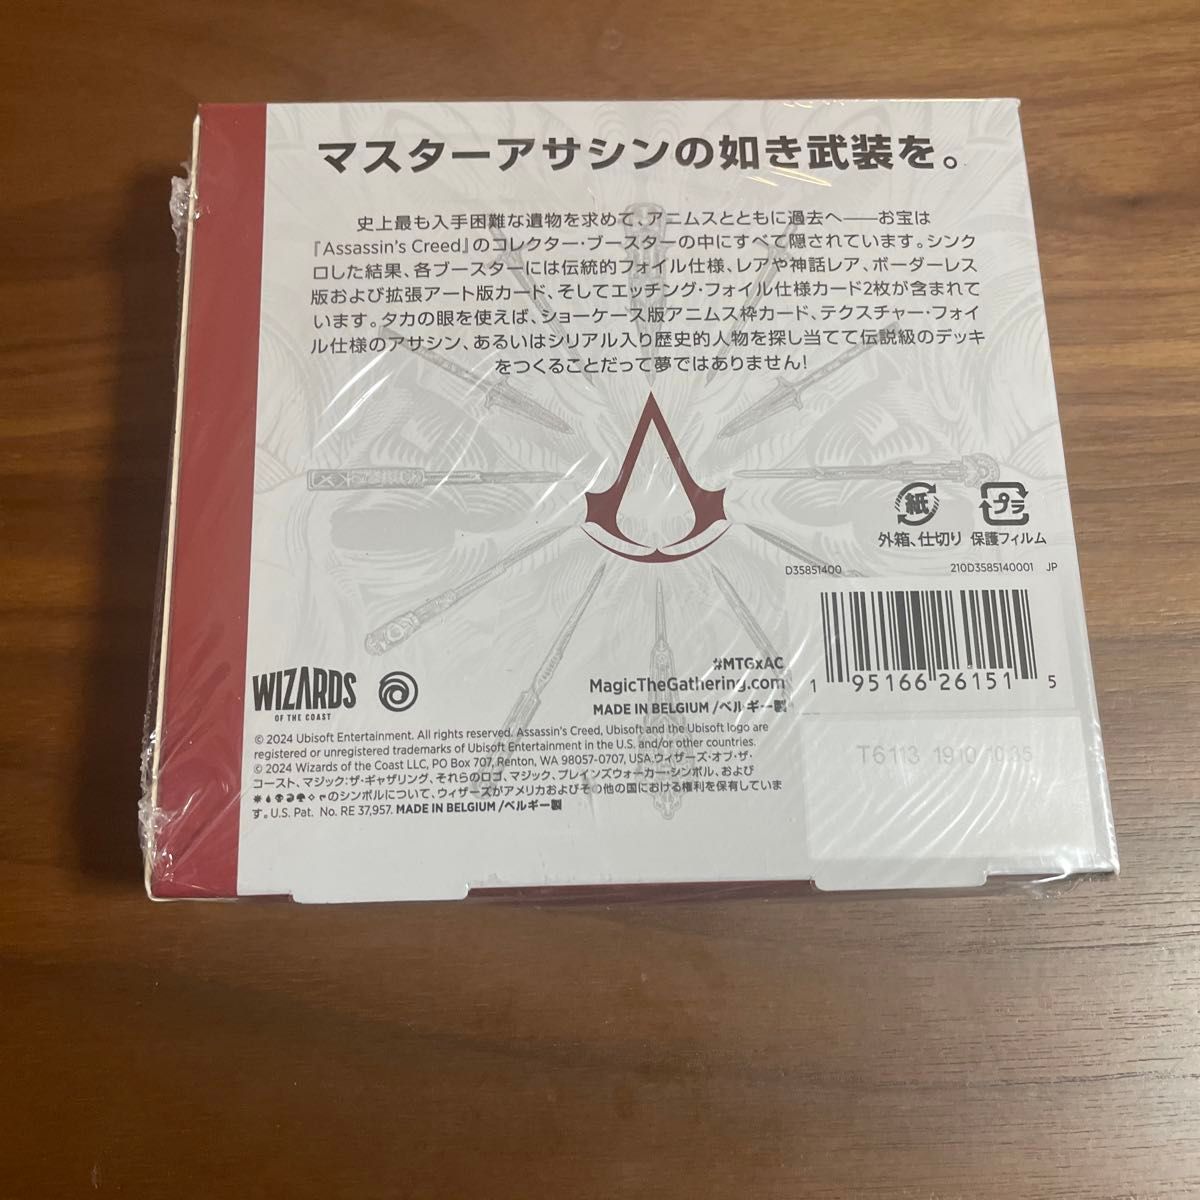 マスターアサシンの如き武装を。
史上最も入手困難な遺物を求めて、アニムスとともに過去へ――お宝は
『Assassin's Creed』のコレクター・ブースターの中にすべて隠されています。シンク
ロした結果、各ブースターには伝統的フォイル仕様、レアや神話レア、ボーダーレス
版および拡張アート版カード、そしてエッチング・フォイル仕様カード2枚が含まれて
います。タカの眼を使えば、ショーケース版アニムス枠カード、テクスチャー・フォイ
ル仕様のアサシン、あるいはシリアル入り歴史的人物を探し当てて伝説級のデッキ
をつくることだって夢ではありません!
紙 プラ
外箱、仕切り 保護フィルム
D35851400 210D3585140001 JP
#MTGxAC
MagicTheGathering.com
MADE IN BELGIUM /ベルギー製
1 95166 26151 5
WIZARDS
OF THE COAST
T6113 1910 10:35
© 2024 Ubisoft Entertainment. All rights reserved. Assassin's Creed, Ubisoft and the Ubisoft logo are
registered or unregistered trademarks of Ubisoft Entertainment in the U.S. and/or other countries.
© 2024 Wizards of the Coast LLC, PO Box 707, Renton, WA 98057-0707, USA.ウィザーズ・オブ・ザ・
コースト、マジック:ザ・ギャザリング、それらのロゴ、マジック、プレインズウォーカー・シンボル、および
のシンボルについて、ウィザーズがアメリカおよびその他の国における権利を保有していま
す。U.S. Pat. No. RE 37,957. MADE IN BELGIUM /ベルギー製